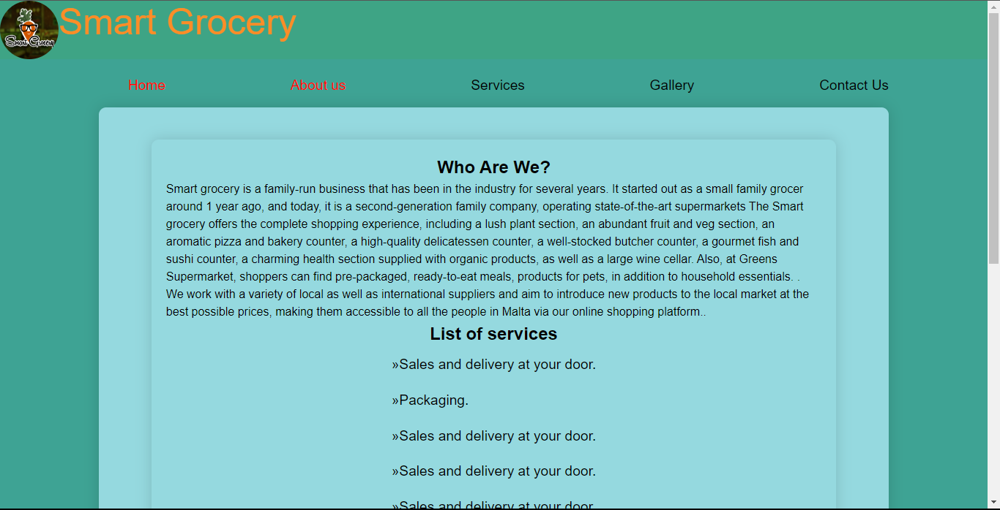 Smart Grocery
Smart Grocery
Home About us Services Gallery Contact Us
Who Are We?
Smart grocery is a family-run business that has been in the industry for several years. It started out as a small family grocer
around 1 year ago, and today, it is a second-generation family company, operating state-of-the-art supermarkets The Smart
grocery offers the complete shopping experience, including a lush plant section, an abundant fruit and veg section, an
aromatic pizza and bakery counter, a high-quality delicatessen counter, a well-stocked butcher counter, a gourmet fish and
sushi counter, a charming health section supplied with organic products, as well as a large wine cellar. Also, at Greens
Supermarket, shoppers can find pre-packaged, ready-to-eat meals, products for pets, in addition to household essentials. .
We work with a variety of local as well as international suppliers and aim to introduce new products to the local market at the
best possible prices, making them accessible to all the people in Malta via our online shopping platform..
List of services
»Sales and delivery at your door.
»Packaging.
»Sales and delivery at your door.
»Sales and delivery at your door.
»Sales and delivery at your door.